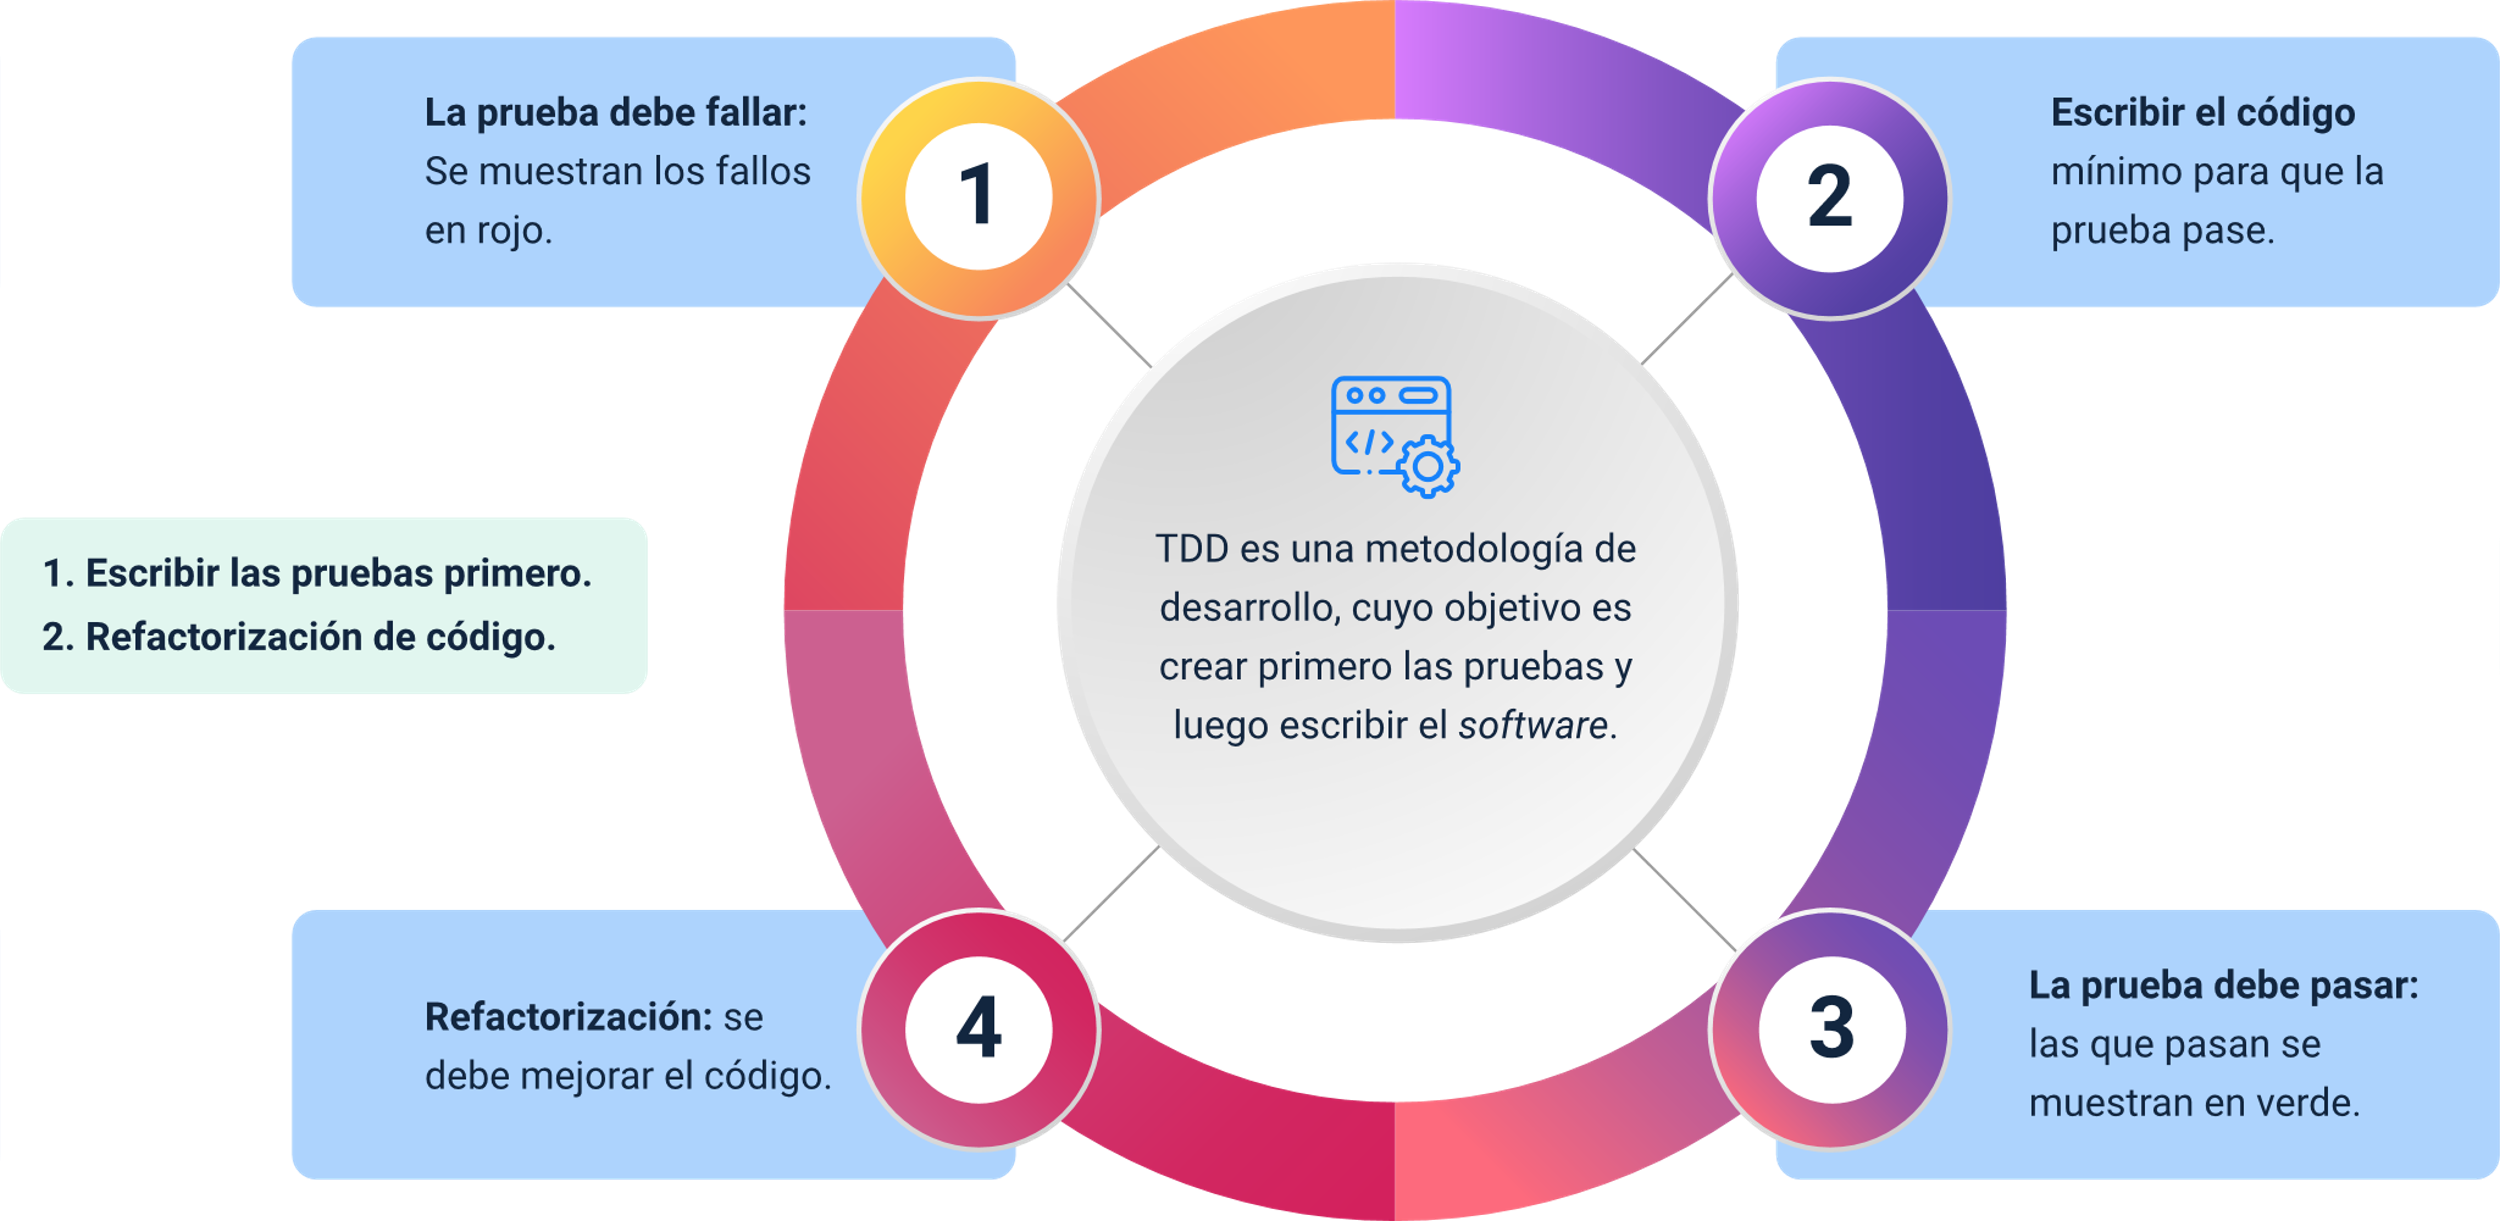 La prueba debe fallar:
Se muestran los fallos
en rojo.
1
2
Escribir el código
mínimo para que la
prueba pase.
1. Escribir las pruebas primero.
2. Refactorización de código.
TDD es una metodología de
desarrollo, cuyo objetivo es
crear primero las pruebas y
luego escribir el software.
Refactorización: se
debe mejorar el código.
4
3
La prueba debe pasar:
las que pasan se
muestran en verde.